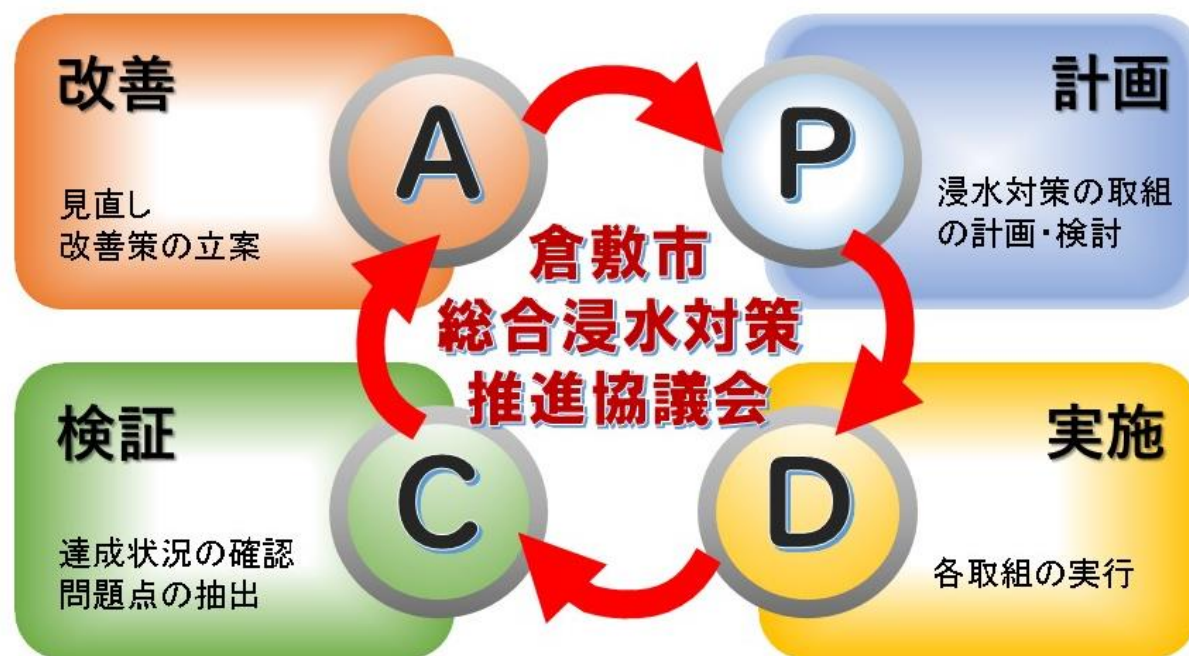 改善
A
見直し
改善策の立案
P
計画
浸水対策の取組
の計画・検討
倉敷市
総合浸水対策
推進協議会
検証
C
達成状況の確認
問題点の抽出
D
実施
各取組の実行